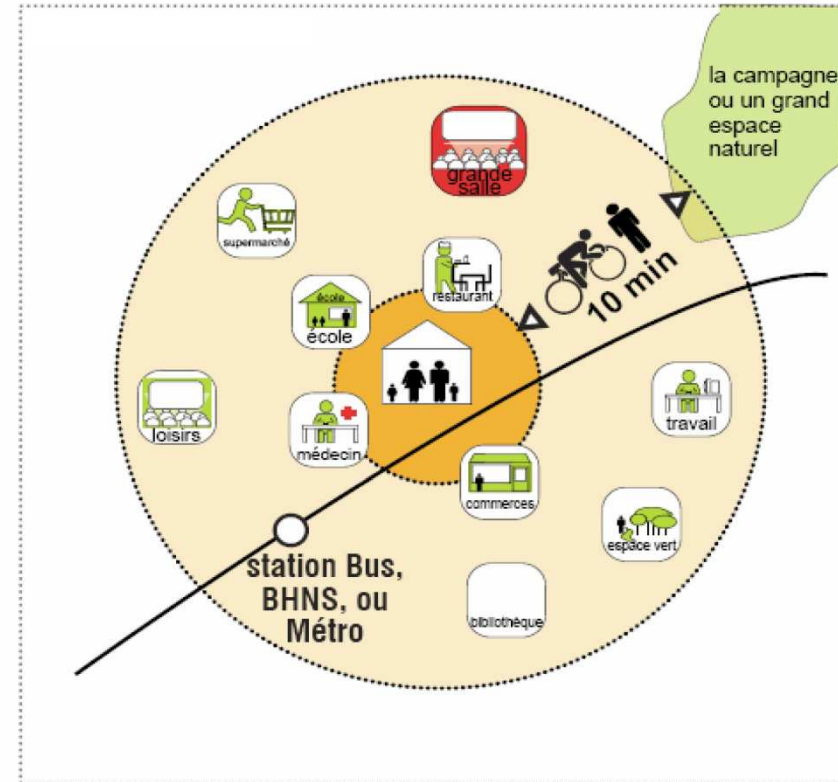 la campagne
ou un grand
espace
naturel
grande
salle
supermarché
restaurant
10 min
école
école
loisirs
médecin
travail
commerces
espace vert
station Bus,
BHNS, ou
Métro
bibliothèque